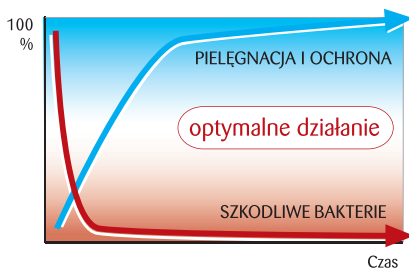 100
%
PIELĘGNACJA I OCHRONA
optymalne działanie
SZKODLIWE BAKTERIE
Czas